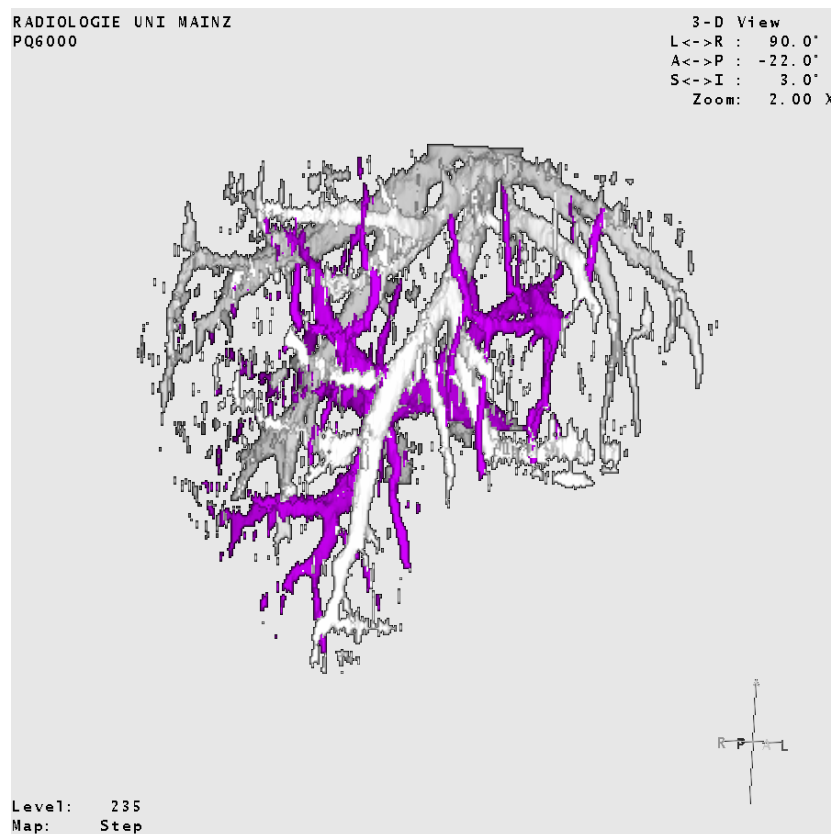 RADIOLOGIE UNI MAINZ
PQ6000
3-D View
L<->R : 90.0°
A<->P : -22.0°
S<->I : 3.0°
Zoom: 2.00 X
R P A L
Level: 235
Map: Step